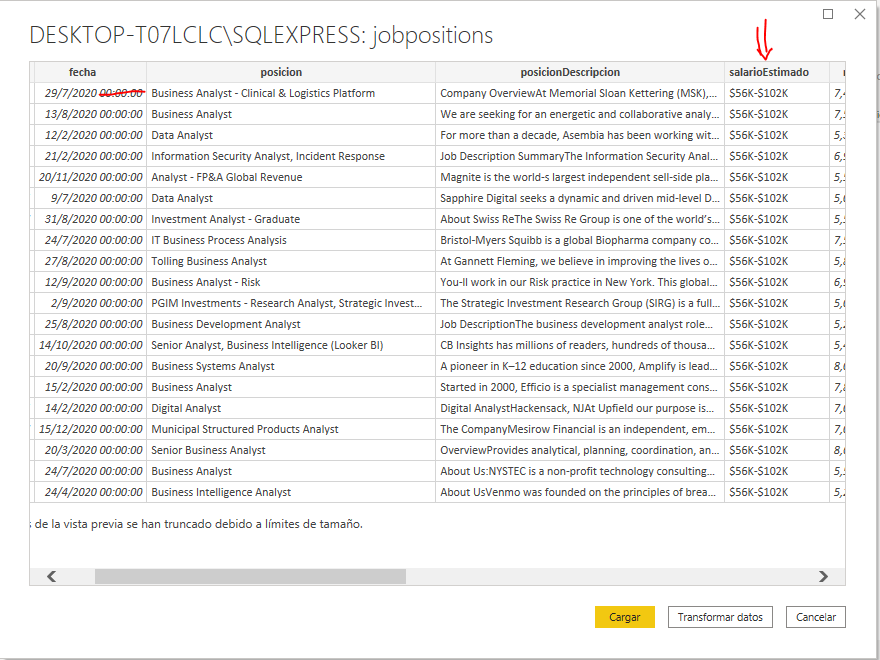 DESKTOP-T07LCLC\SQLEXPRESS: jobpositions
fecha posicion posicionDescripcion salarioEstimado
29/7/2020 00:00:00 Business Analyst - Clinical & Logistics Platform Company OverviewAt Memorial Sloan Kettering (MSK),... $56K-$102K 7,4
13/8/2020 00:00:00 Business Analyst We are seeking for an energetic and collaborative analy... $56K-$102K 7,
12/2/2020 00:00:00 Data Analyst For more than a decade, Asembia has been working wit... $56K-$102K 5,
21/2/2020 00:00:00 Information Security Analyst, Incident Response Job Description SummaryThe Information Security Anal... $56K-$102K 6,
20/11/2020 00:00:00 Analyst - FP&A Global Revenue Magnite is the world-s largest independent sell-side pla... $56K-$102K 5,
9/7/2020 00:00:00 Data Analyst Sapphire Digital seeks a dynamic and driven mid-level D... $56K-$102K 5,
31/8/2020 00:00:00 Investment Analyst - Graduate About Swiss ReThe Swiss Re Group is one of the world's... $56K-$102K 5,
24/7/2020 00:00:00 IT Business Process Analysis Bristol-Myers Squibb is a global Biopharma company co... $56K-$102K 7,
27/8/2020 00:00:00 Tolling Business Analyst At Gannett Fleming, we believe in improving the lives o... $56K-$102K 5,
12/9/2020 00:00:00 Business Analyst - Risk You-ll work in our Risk practice in New York. This global... $56K-$102K 6,
2/9/2020 00:00:00 PGIM Investments - Research Analyst, Strategic Invest... The Strategic Investment Research Group (SIRG) is a full... $56K-$102K 5,
25/8/2020 00:00:00 Business Development Analyst Job DescriptionThe business development analyst role... $56K-$102K 5,
14/10/2020 00:00:00 Senior Analyst, Business Intelligence (Looker BI) CB Insights has millions of readers, hundreds of thousa... $56K-$102K 5,
20/9/2020 00:00:00 Business Systems Analyst A pioneer in K–12 education since 2000, Amplify is lead... $56K-$102K 8,
15/2/2020 00:00:00 Business Analyst Started in 2000, Efficio is a specialist management cons... $56K-$102K 7,
14/2/2020 00:00:00 Digital Analyst Digital AnalystHackensack, NJAt Upfield our purpose is... $56K-$102K 7,
15/12/2020 00:00:00 Municipal Structured Products Analyst The CompanyMesirow Financial is an independent, em... $56K-$102K 7,
20/3/2020 00:00:00 Senior Business Analyst OverviewProvides analytical, planning, coordination, an... $56K-$102K 8,
24/7/2020 00:00:00 Business Analyst About Us:NYSTEC is a non-profit technology consulting... $56K-$102K 5,
24/4/2020 00:00:00 Business Intelligence Analyst About UsVenmo was founded on the principles of brea... $56K-$102K 5,
de la vista previa se han truncado debido a límites de tamaño.
Cargar Transformar datos Cancelar